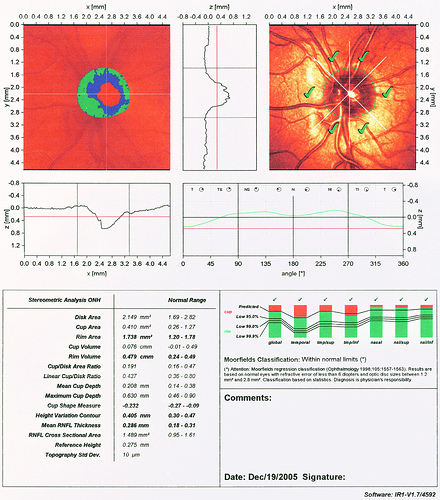 x [mm]
0.0 0.4 0.8 1.2 1.6 2.0 2.4 2.8 3.2 3.6 4.0 4.4
z [mm]
-0.4 0.4 1.2
x [mm]
0.0 0.4 0.8 1.2 1.6 2.0 2.4 2.8 3.2 3.6 4.0 4.4
0.0
0.4
0.8
1.2
1.6
2.0
2.4
2.8
3.2
3.6
4.0
4.4
y [mm]
0.0
0.4
0.8
1.2
1.6
2.0
2.4
2.8
3.2
3.6
4.0
4.4
y [mm]
-0.8
-0.4
0.0
0.4
0.8
1.2
z [mm]
0.0 0.4 0.8 1.2 1.6 2.0 2.4 2.8 3.2 3.6 4.0 4.4
x [mm]
T TS NS N NI TI T
-0.8
-0.4
0.0
0.4
0.8
z [mm]
0 45 90 135 180 225 270 315 360
angle [°]
Stereometric Analysis ONH Normal Range
Disk Area 2.149 mm² 1.69 - 2.82
Cup Area 0.410 mm² 0.26 - 1.27
Rim Area 1.738 mm² 1.20 - 1.78
Cup Volume 0.076 cmm -0.01 - 0.49
Rim Volume 0.479 cmm 0.24 - 0.49
Cup/Disk Area Ratio 0.191 0.16 - 0.47
Linear Cup/Disk Ratio 0.437 0.36 - 0.80
Mean Cup Depth 0.208 mm 0.14 - 0.38
Maximum Cup Depth 0.630 mm 0.46 - 0.90
Cup Shape Measure -0.232 -0.27 - -0.09
Height Variation Contour 0.405 mm 0.30 - 0.47
Mean RNFL Thickness 0.286 mm 0.18 - 0.31
RNFL Cross Sectional Area 1.489 mm² 0.95 - 1.61
Reference Height 0.275 mm
Topography Std Dev. 10 µm
Predicted
Low 95.0%
Low 99.0%
Low 99.9%
cup
rim
global temporal tmp/sup tmp/inf nasal nsl/sup nsl/inf
Moorfields Classification: Within normal limits (*)
(*) Attention: Moorfields regression classification (Ophthalmology 1998;105:1557-1563). Results are
based on normal eyes with refractive error of less than 6 diopters and optic disc sizes between 1.2
mm² and 2.8 mm². Classification based on statistics. Diagnosis is physician's responsibility.
Comments:
Date: Dec/19/2005 Signature:
Software: IR1-V1.7/4592